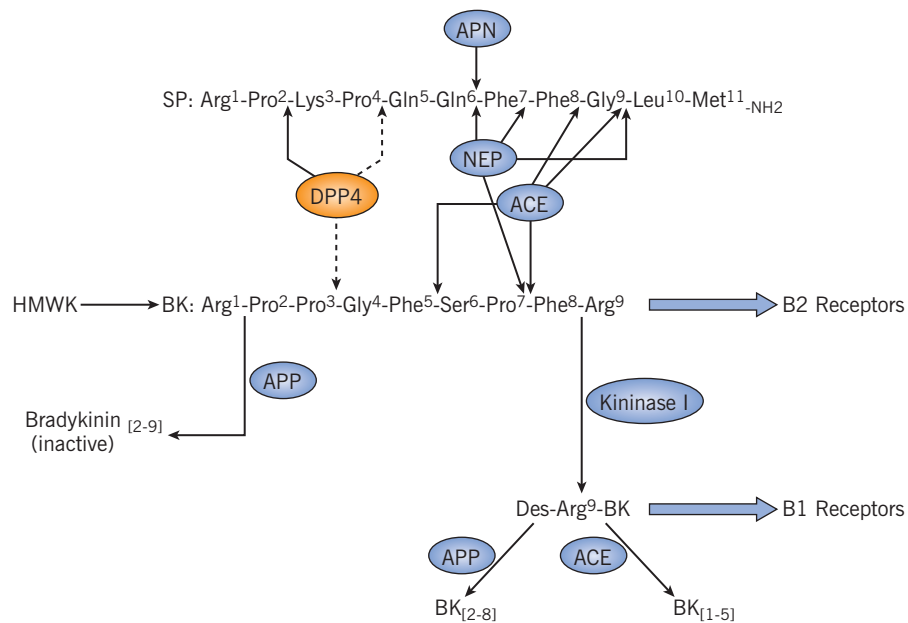 APN
SP: Arg1-Pro2-Lys3-Pro4-Gln5-Gln6-Phe7-Phe8-Gly9-Leu10-Met11-NH2
NEP
DPP4
ACE
HMWK
BK: Arg1-Pro2-Pro3-Gly4-Phe5-Ser6-Pro7-Phe8-Arg9
B2 Receptors
APP
Kininase I
Bradykinin [2-9]
(inactive)
Des-Arg9-BK
B1 Receptors
APP
ACE
BK[2-8]
BK[1-5]